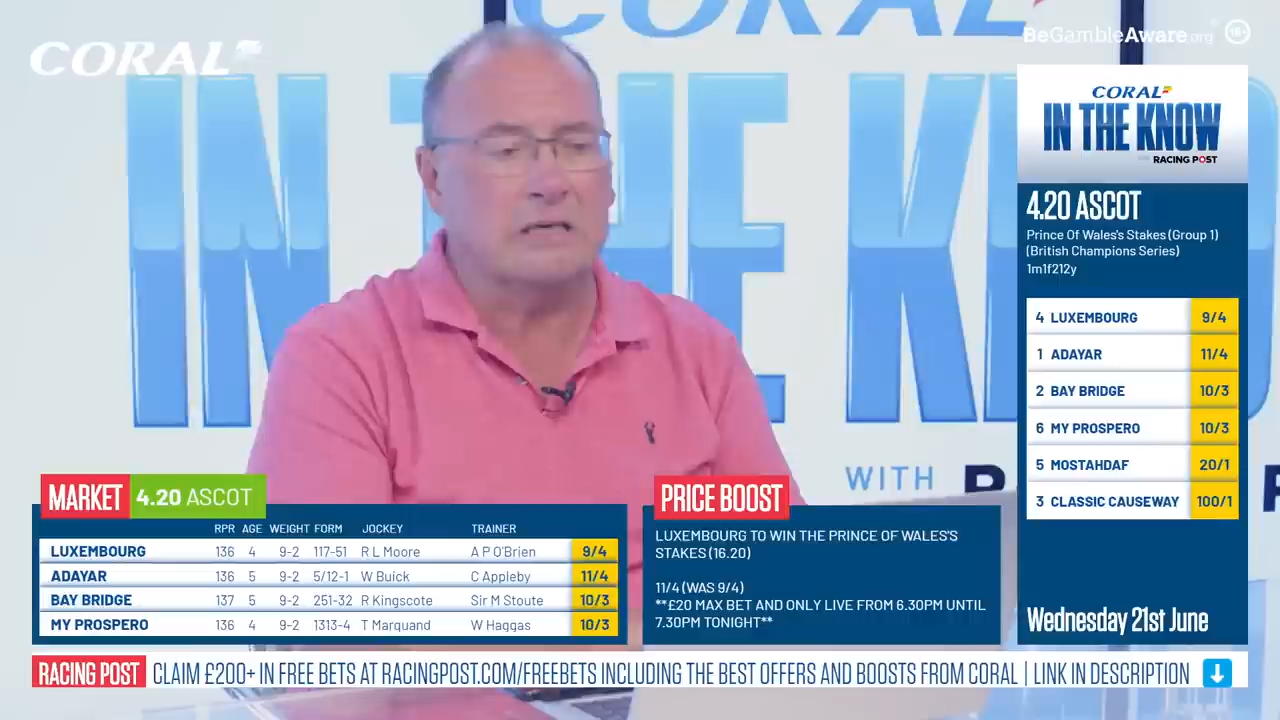 CORAL
CORAL
BeGambleAware.org 18+
IN THE KNOW
WITH
CORAL
IN THE KNOW
WITH RACING POST
4.20 ASCOT
Prince Of Wales's Stakes (Group 1)
(British Champions Series)
1m1f212y
4 LUXEMBOURG 9/4
1 ADAYAR 11/4
2 BAY BRIDGE 10/3
6 MY PROSPERO 10/3
5 MOSTAHDAF 20/1
3 CLASSIC CAUSEWAY 100/1
Wednesday 21st June
MARKET 4.20 ASCOT
RPR AGE WEIGHT FORM JOCKEY TRAINER
LUXEMBOURG 136 4 9-2 117-51 R L Moore A P O'Brien 9/4
ADAYAR 136 5 9-2 5/12-1 W Buick C Appleby 11/4
BAY BRIDGE 137 5 9-2 251-32 R Kingscote Sir M Stoute 10/3
MY PROSPERO 136 4 9-2 1313-4 T Marquand W Haggas 10/3
PRICE BOOST
LUXEMBOURG TO WIN THE PRINCE OF WALES'S
STAKES (16.20)
11/4 (WAS 9/4)
**£20 MAX BET AND ONLY LIVE FROM 6.30PM UNTIL
7.30PM TONIGHT**
RACING POST CLAIM £200+ IN FREE BETS AT RACINGPOST.COM/FREEBETS INCLUDING THE BEST OFFERS AND BOOSTS FROM CORAL | LINK IN DESCRIPTION